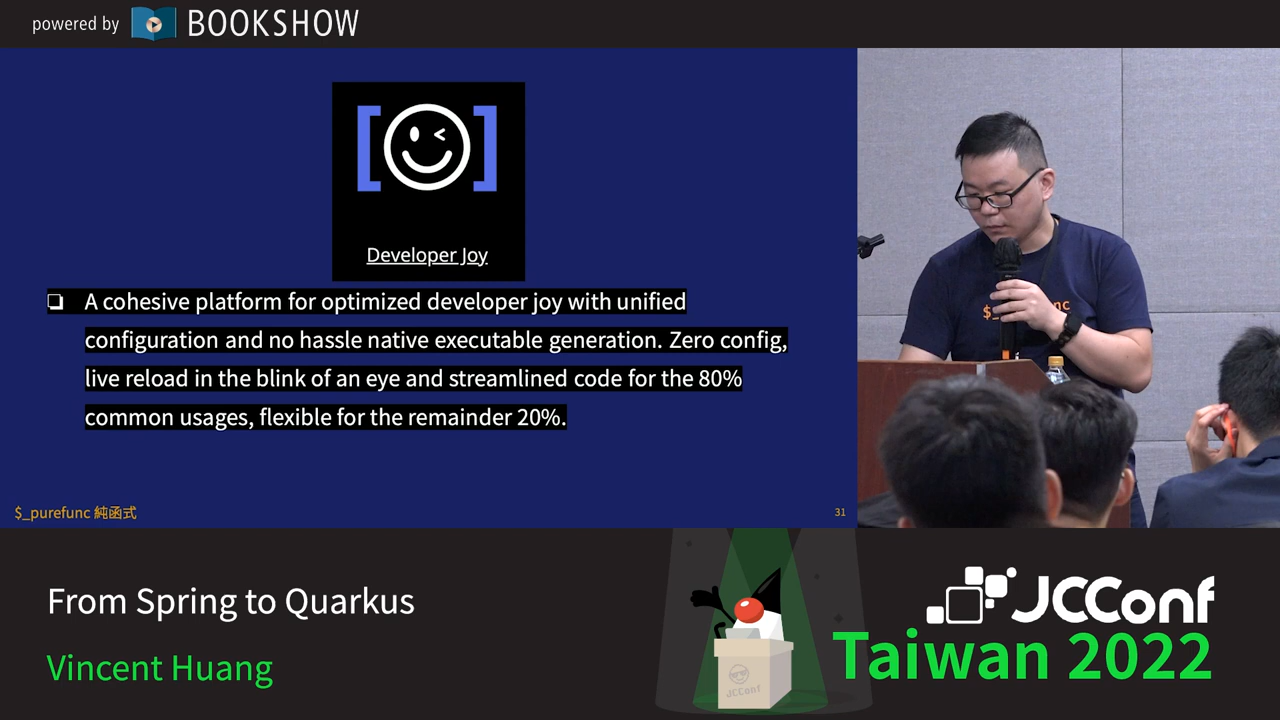 powered by BOOKSHOW
Developer Joy
A cohesive platform for optimized developer joy with unified
configuration and no hassle native executable generation. Zero config,
live reload in the blink of an eye and streamlined code for the 80%
common usages, flexible for the remainder 20%.
$_purefunc 純函式
31
From Spring to Quarkus
Vincent Huang
JCConf
JCConf
Taiwan 2022